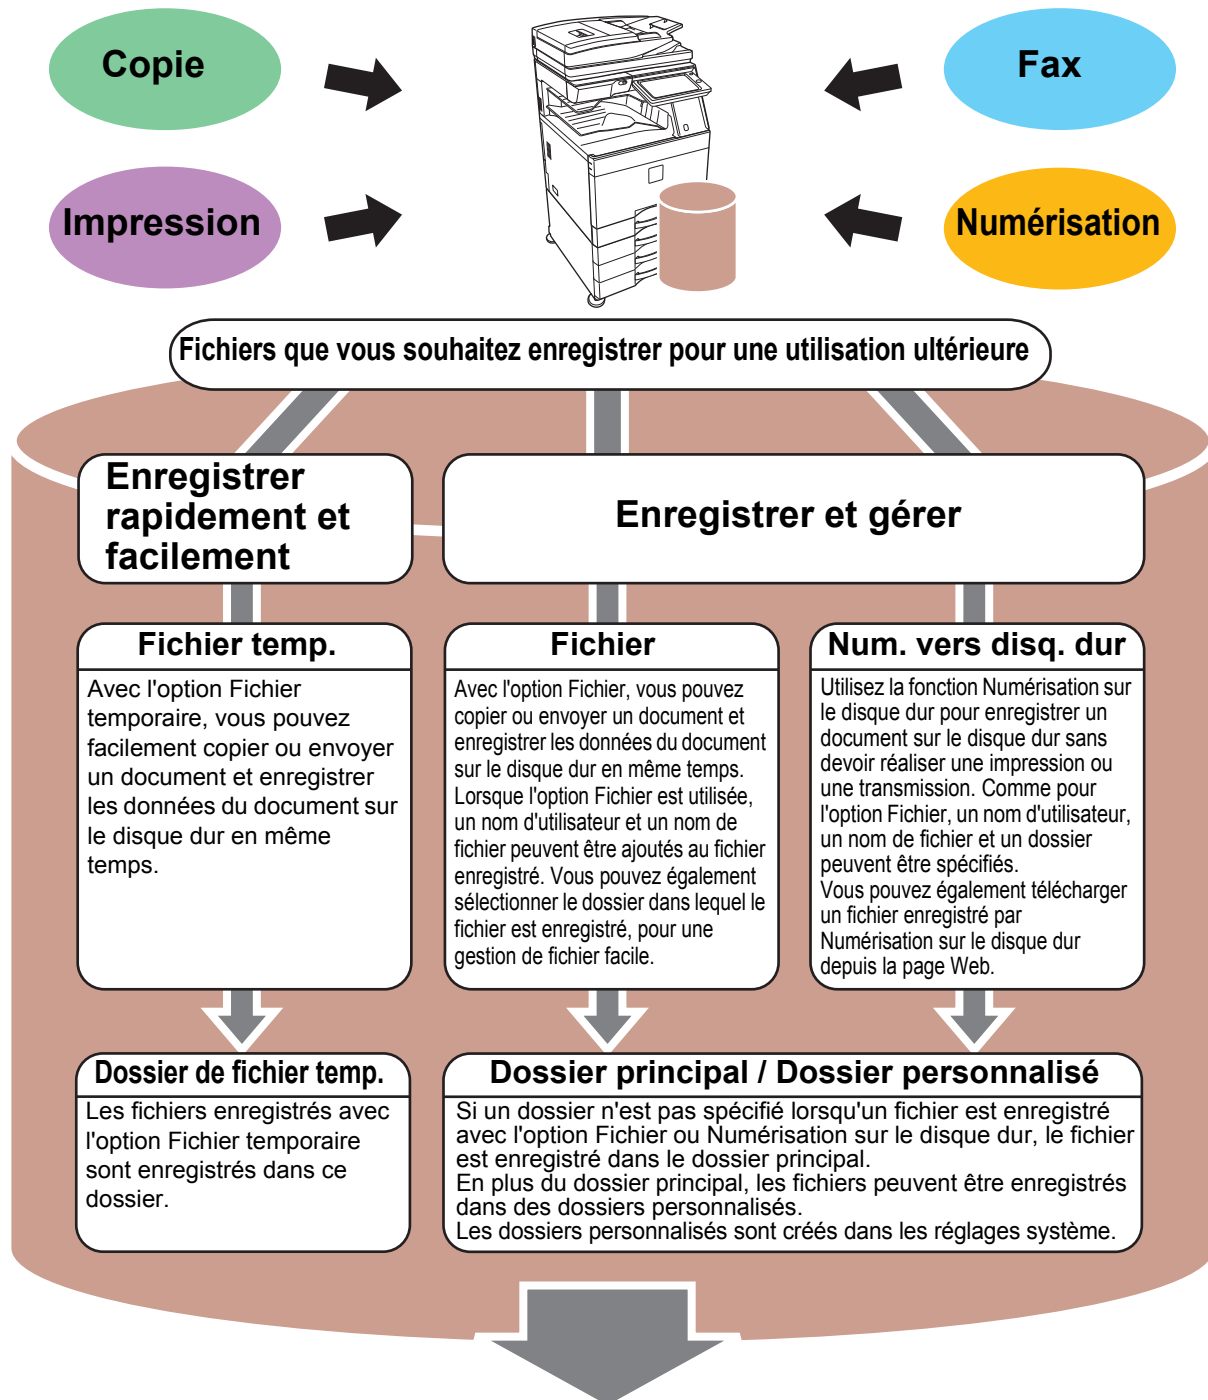 Copie
Fax
Impression
Numérisation
Fichiers que vous souhaitez enregistrer pour une utilisation ultérieure
Enregistrer
rapidement et
facilement
Enregistrer et gérer
Fichier temp.
Avec l'option Fichier
temporaire, vous pouvez
facilement copier ou envoyer
un document et enregistrer
les données du document sur
le disque dur en même
temps.
Fichier
Avec l'option Fichier, vous pouvez
copier ou envoyer un document et
enregistrer les données du document
sur le disque dur en même temps.
Lorsque l'option Fichier est utilisée,
un nom d'utilisateur et un nom de
fichier peuvent être ajoutés au fichier
enregistré. Vous pouvez également
sélectionner le dossier dans lequel le
fichier est enregistré, pour une
gestion de fichier facile.
Num. vers disq. dur
Utilisez la fonction Numérisation sur
le disque dur pour enregistrer un
document sur le disque dur sans
devoir réaliser une impression ou
une transmission. Comme pour
l'option Fichier, un nom d'utilisateur,
un nom de fichier et un dossier
peuvent être spécifiés.
Vous pouvez également télécharger
un fichier enregistré par
Numérisation sur le disque dur
depuis la page Web.
Dossier de fichier temp.
Les fichiers enregistrés avec
l'option Fichier temporaire
sont enregistrés dans ce
dossier.
Dossier principal / Dossier personnalisé
Si un dossier n'est pas spécifié lorsqu'un fichier est enregistré
avec l'option Fichier ou Numérisation sur le disque dur, le fichier
est enregistré dans le dossier principal.
En plus du dossier principal, les fichiers peuvent être enregistrés
dans des dossiers personnalisés.
Les dossiers personnalisés sont créés dans les réglages système.